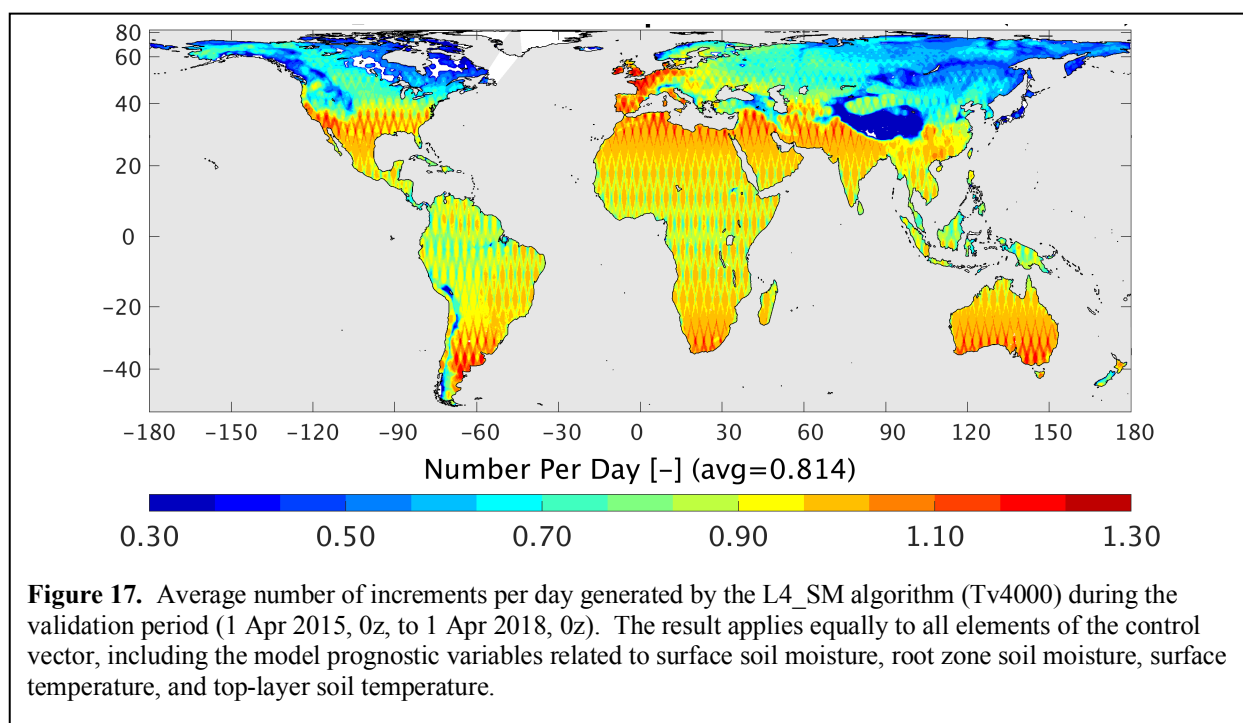 80
60
40
20
0
−20
−40
−180 −150 −120 −90 −60 −30 0 30 60 90 120 150 180
Number Per Day [−] (avg=0.814)
0.30 0.50 0.70 0.90 1.10 1.30
Figure 17. Average number of increments per day generated by the L4_SM algorithm (Tv4000) during the
validation period (1 Apr 2015, 0z, to 1 Apr 2018, 0z). The result applies equally to all elements of the control
vector, including the model prognostic variables related to surface soil moisture, root zone soil moisture, surface
temperature, and top-layer soil temperature.